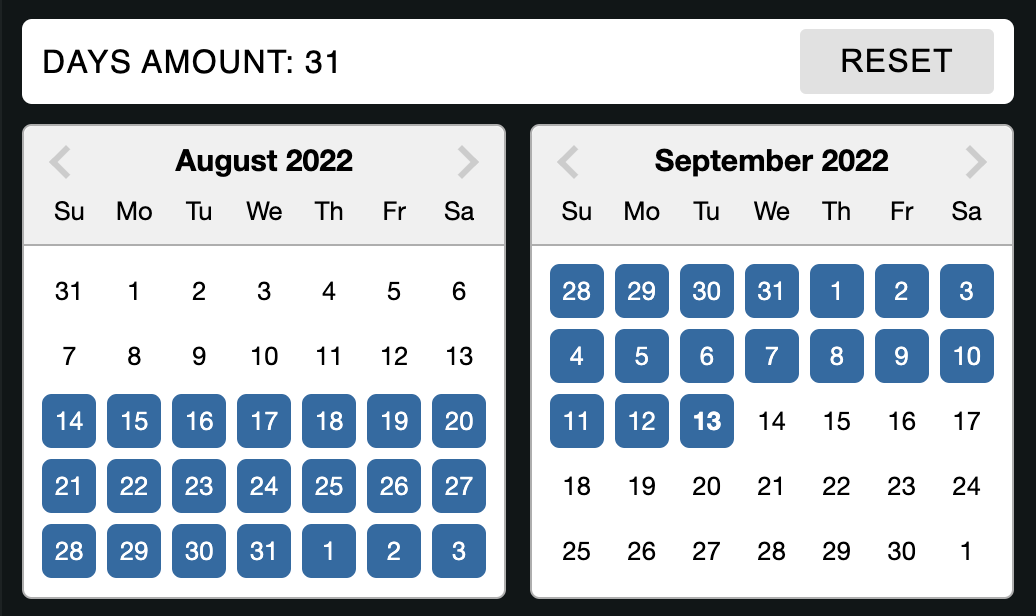 DAYS AMOUNT: 31 RESET
August 2022
Su Mo Tu We Th Fr Sa
31 1 2 3 4 5 6
7 8 9 10 11 12 13
14 15 16 17 18 19 20
21 22 23 24 25 26 27
28 29 30 31 1 2 3
September 2022
Su Mo Tu We Th Fr Sa
28 29 30 31 1 2 3
4 5 6 7 8 9 10
11 12 13 14 15 16 17
18 19 20 21 22 23 24
25 26 27 28 29 30 1